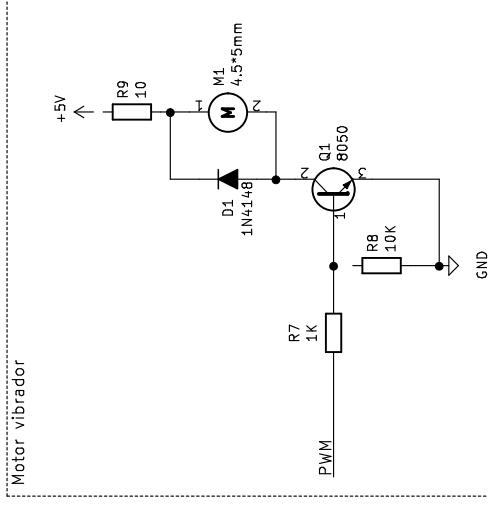 Motor vibrador
+5V
R9
10
M1
4.5*5mm
1
M
2
D1
1N4148
Q1
8050
2
1
3
R7
1K
R8
10K
PWM
GND